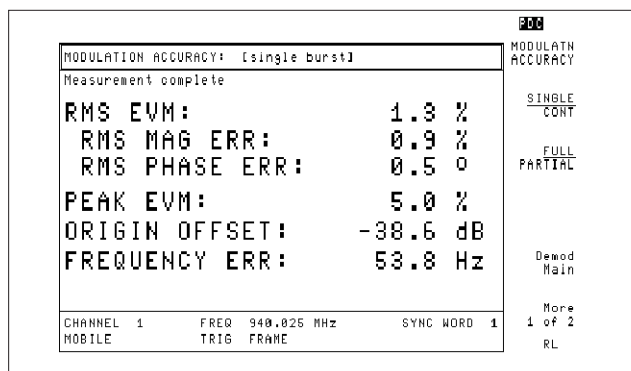 PDC
MODULATION ACCURACY: [single burst]
Measurement complete
RMS EVM: 1.3 %
RMS MAG ERR: 0.9 %
RMS PHASE ERR: 0.5 º
PEAK EVM: 5.0 %
ORIGIN OFFSET: -38.6 dB
FREQUENCY ERR: 53.8 Hz
CHANNEL 1 FREQ 940.025 MHz SYNC WORD 1
MOBILE TRIG FRAME
MODULATN
ACCURACY
SINGLE
CONT
FULL
PARTIAL
Demod
Main
More
1 of 2
RL